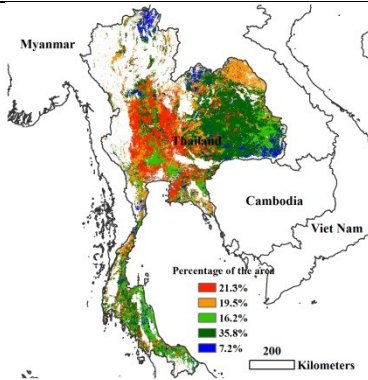 Myanmar
Thailand
Cambodia
Viet Nam
Percentage of the area
21.3%
19.5%
16.2%
35.8%
7.2%
200
Kilometers